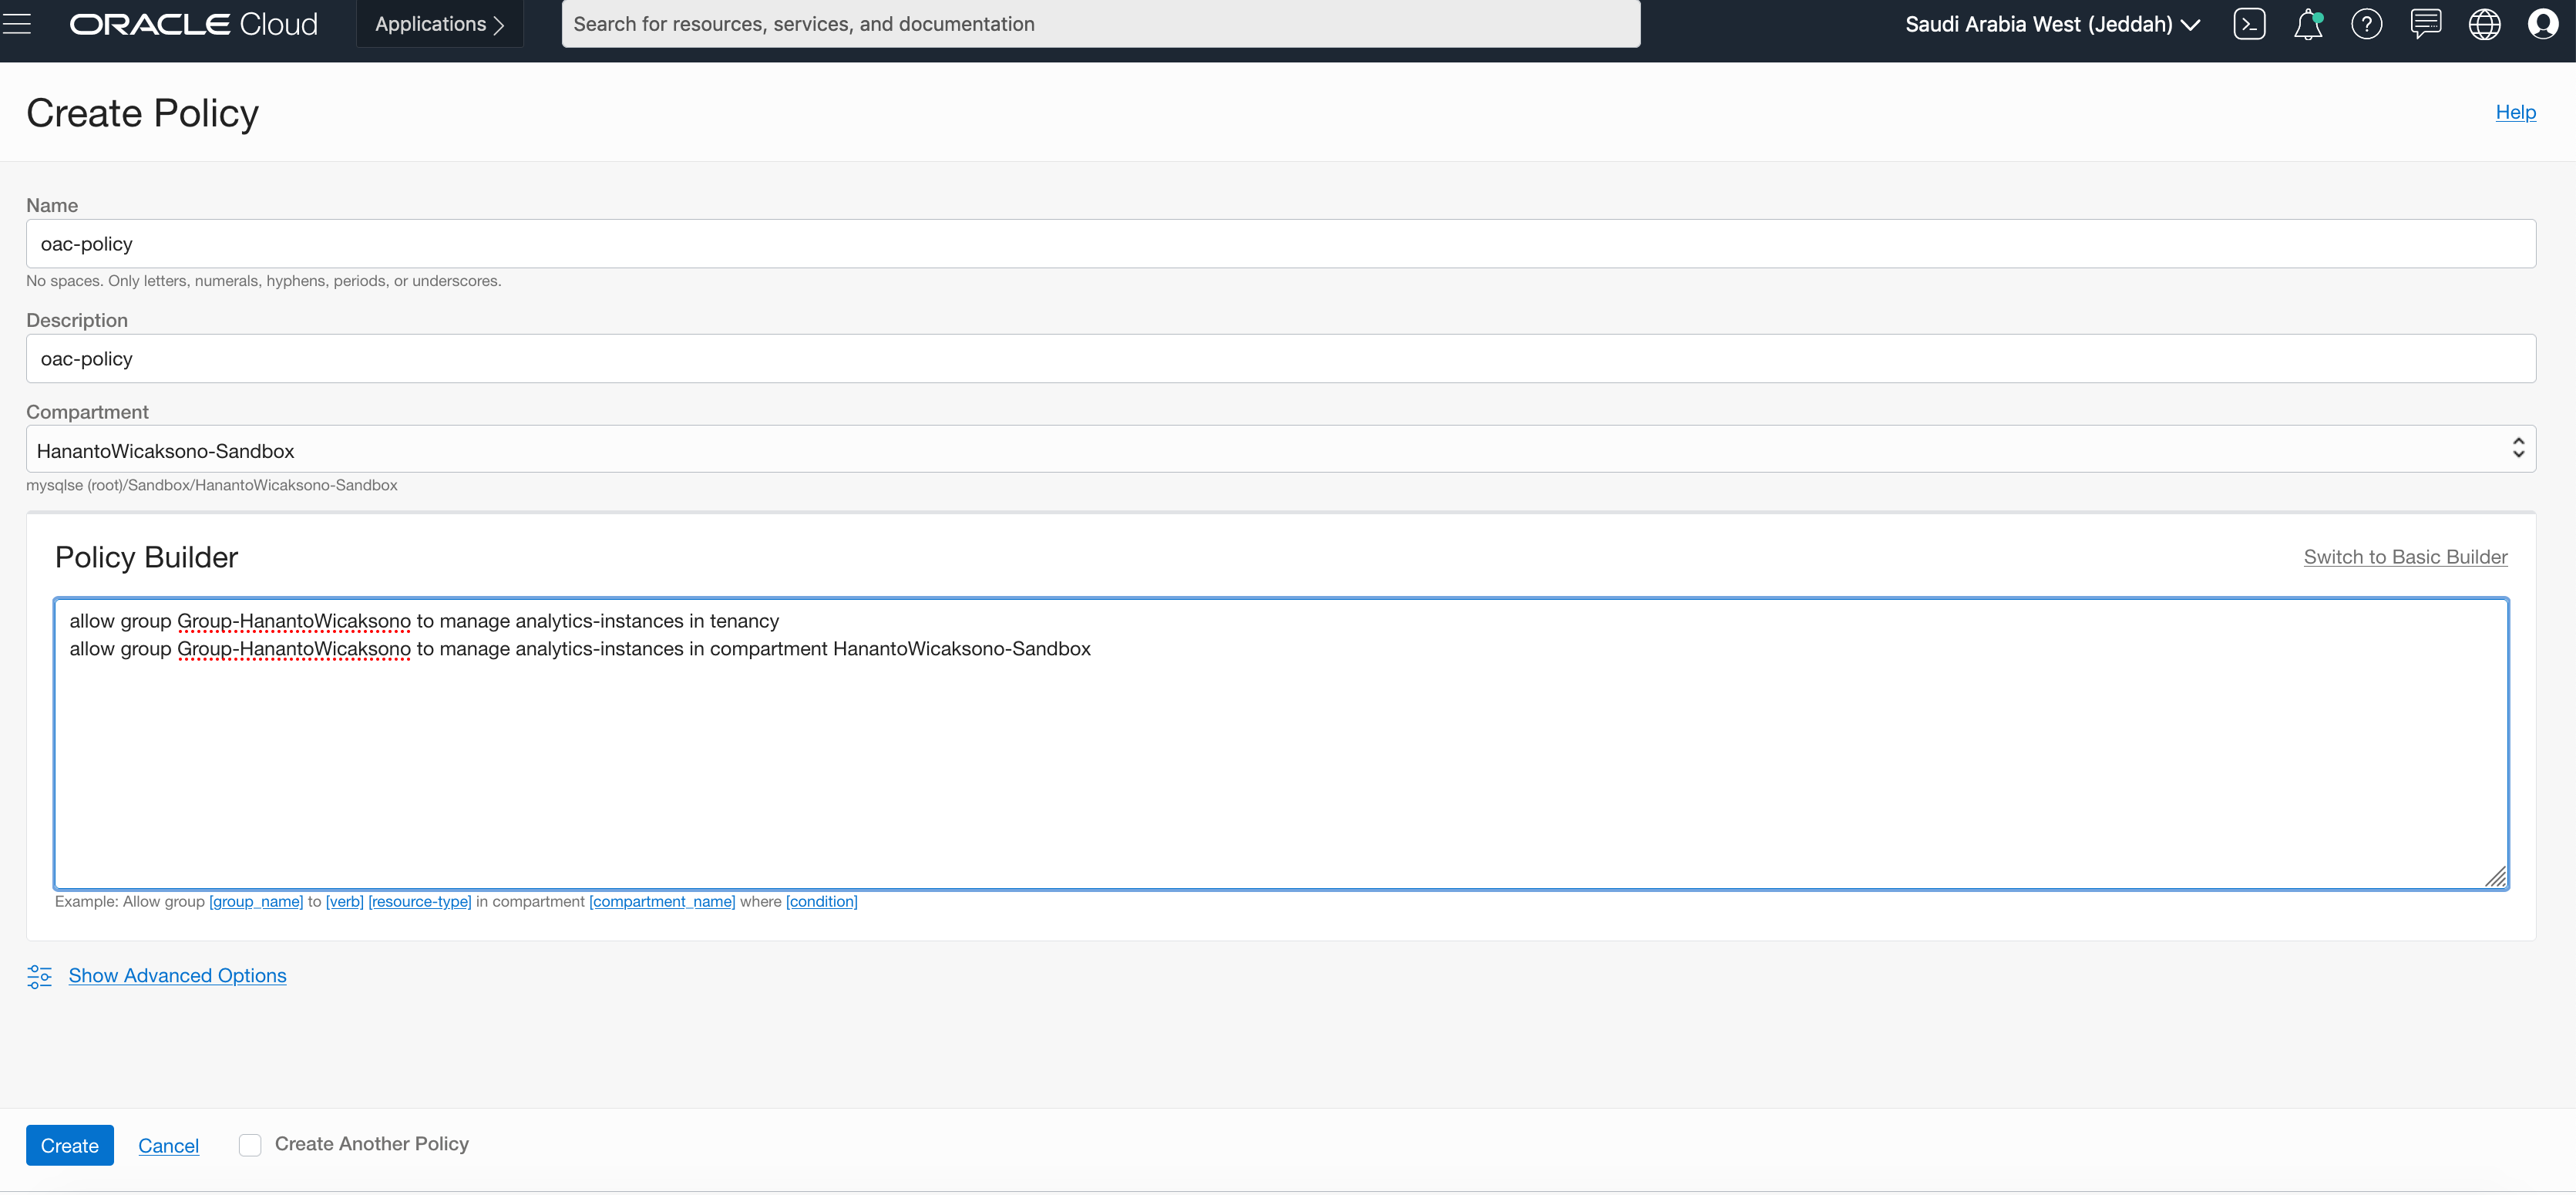 ORACLE Cloud
Applications
Search for resources, services, and documentation
Saudi Arabia West (Jeddah)
Create Policy
Help
Name
oac-policy
No spaces. Only letters, numerals, hyphens, periods, or underscores.
Description
oac-policy
Compartment
HanantoWicaksono-Sandbox
mysqlse (root)/Sandbox/HanantoWicaksono-Sandbox
Policy Builder
Switch to Basic Builder
allow group Group-HanantoWicaksono to manage analytics-instances in tenancy
allow group Group-HanantoWicaksono to manage analytics-instances in compartment HanantoWicaksono-Sandbox
Example: Allow group [group_name] to [verb] [resource-type] in compartment [compartment_name] where [condition]
Show Advanced Options
Create
Cancel
Create Another Policy